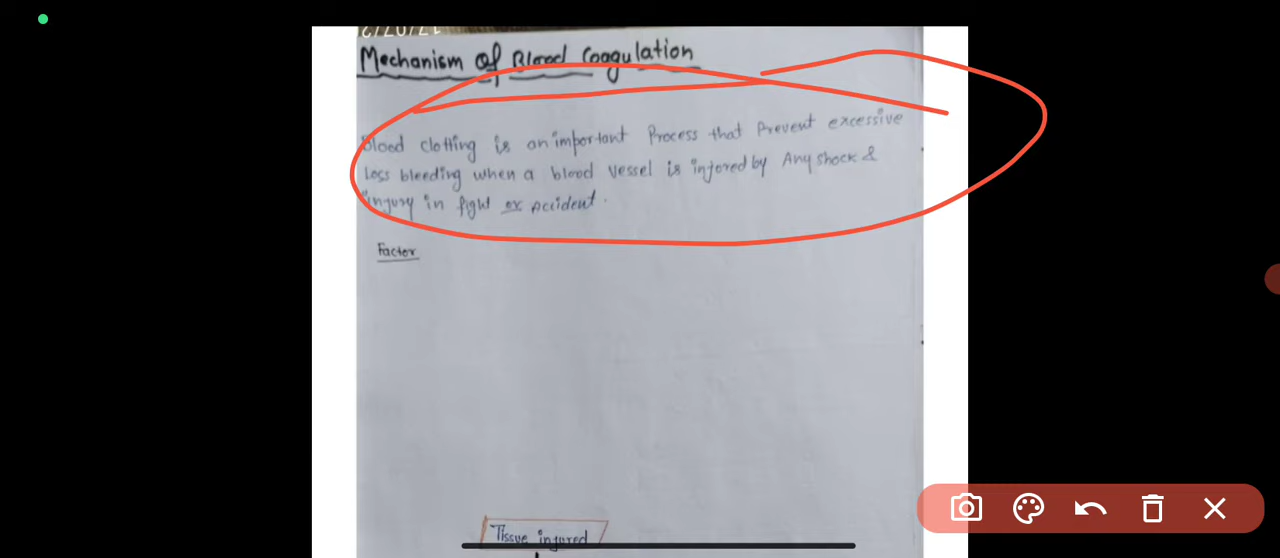 Mechanism of Blood Coagulation
Blood clotting is an important Process that Prevent excessive
Loss bleeding when a blood vessel is injored by Any shock &
injury in fight or Accident.
Factor
Tissue injured